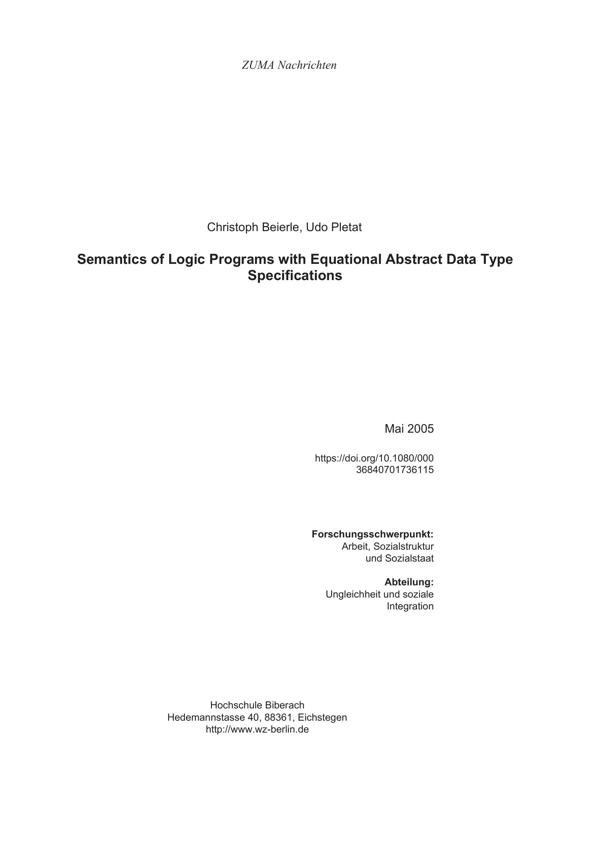 ZUMA Nachrichten
Christoph Beierle, Udo Pletat
Semantics of Logic Programs with Equational Abstract Data Type
Specifications
Mai 2005
https://doi.org/10.1080/000
36840701736115
Forschungsschwerpunkt:
Arbeit, Sozialstruktur
und Sozialstaat
Abteilung:
Ungleichheit und soziale
Integration
Hochschule Biberach
Hedemannstasse 40, 88361, Eichstegen
http://www.wz-berlin.de